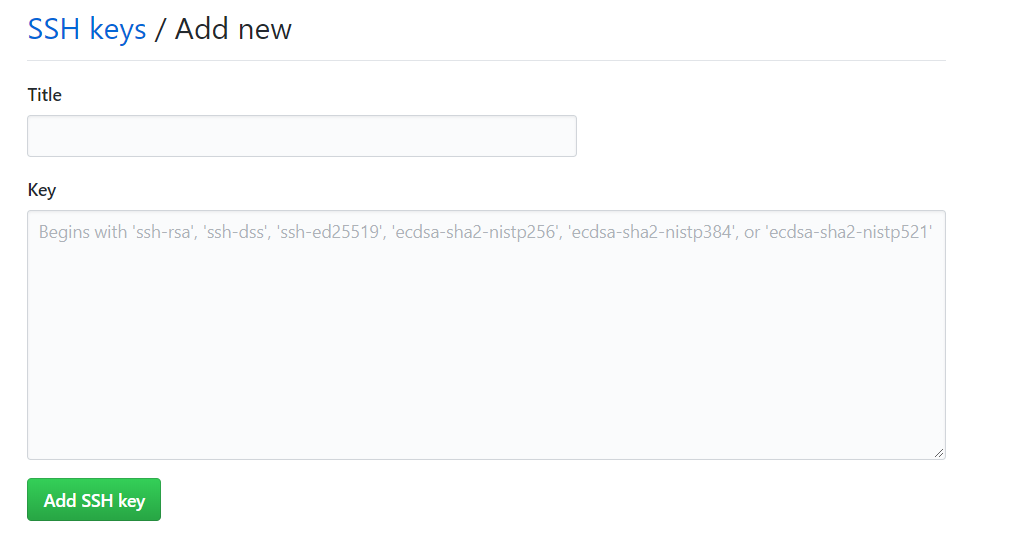 SSH keys / Add new
Title
Key
Begins with 'ssh-rsa', 'ssh-dss', 'ssh-ed25519', 'ecdsa-sha2-nistp256', 'ecdsa-sha2-nistp384', or 'ecdsa-sha2-nistp521'
Add SSH key